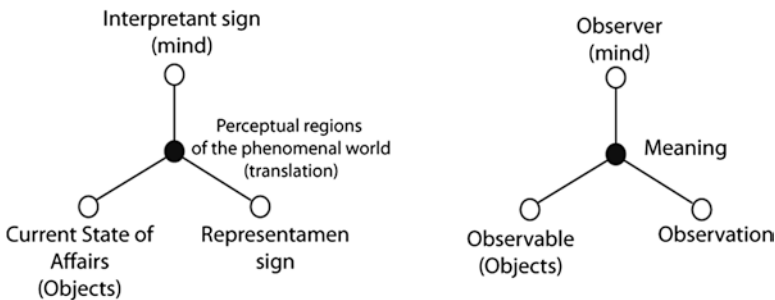 Interpretant sign
(mind)
Perceptual regions
of the phenomenal world
(translation)
Current State of
Affairs
(Objects)
Representamen
sign
Observer
(mind)
Meaning
Observable
(Objects)
Observation